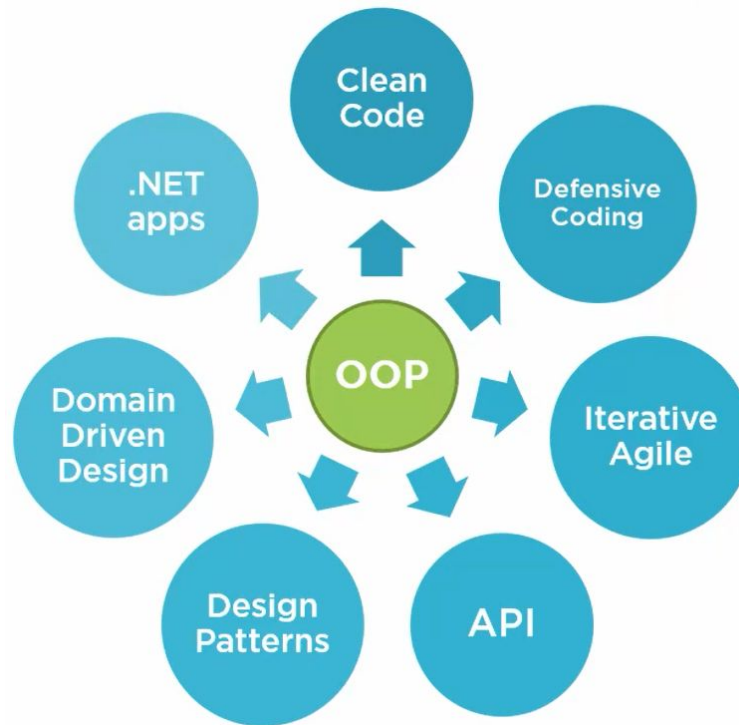 Clean
Code
Defensive
Coding
Iterative
Agile
API
Design
Patterns
Domain
Driven
Design
.NET
apps
OOP